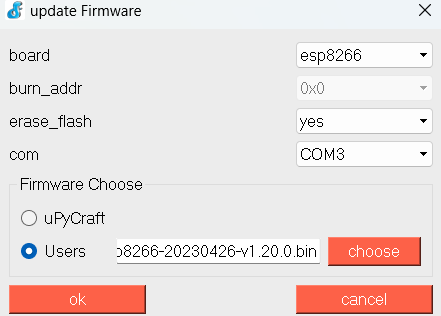 update Firmware
board esp8266
burn_addr 0x0
erase_flash yes
com COM3
Firmware Choose
uPyCraft
Users p8266-20230426-v1.20.0.bin choose
ok cancel